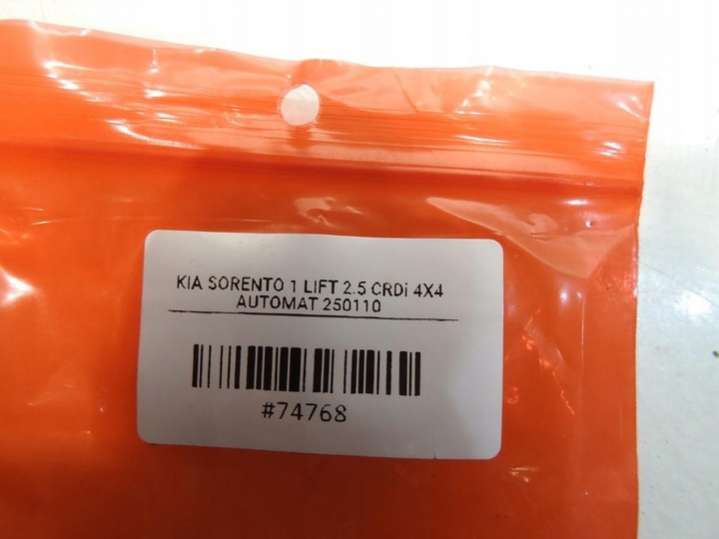 KIA SORENTO 1 LIFT 2.5 CRDi 4X4
AUTOMAT 250110
#74768